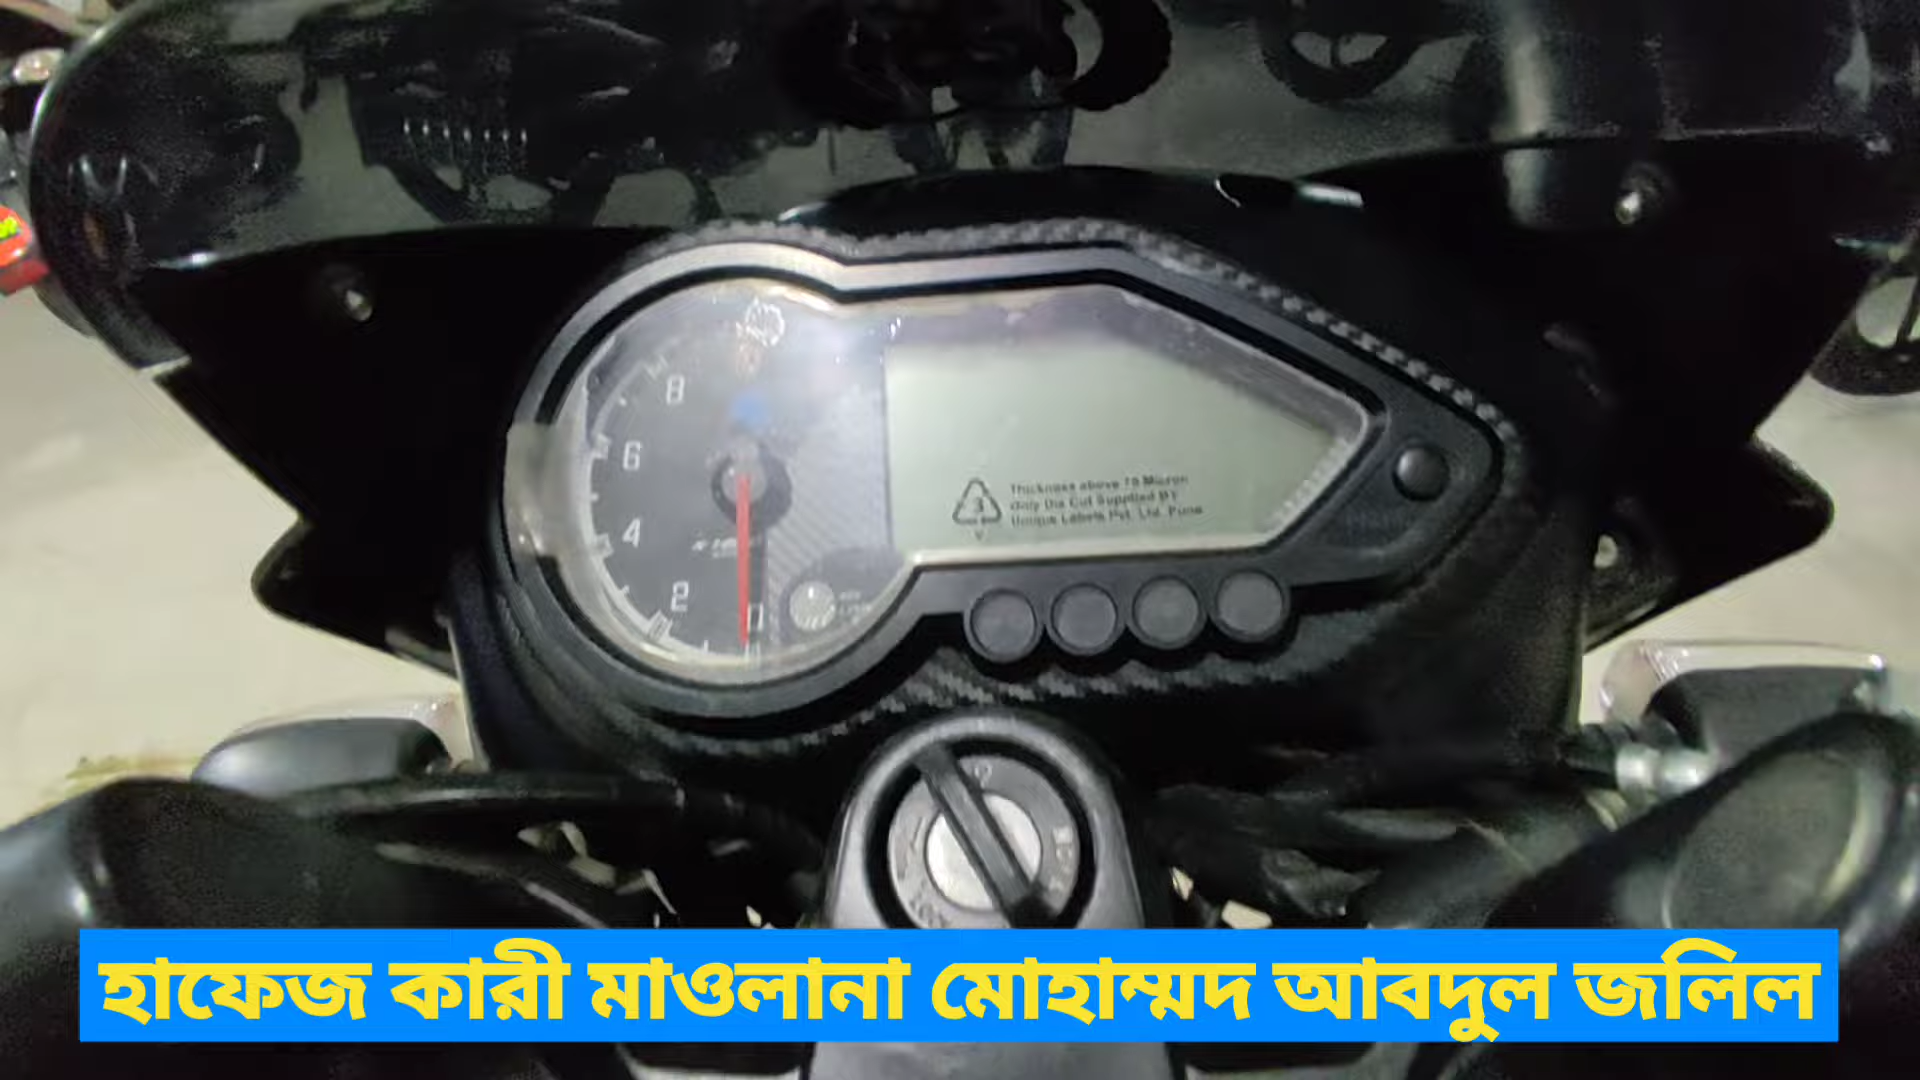 8
6
4
2
0
3
Thickness above 75 Micron
Only Die Cut Supplied BY
Unique Labels Pvt. Ltd. Pune
V
হাফেজ কারী মাওলানা মোহাম্মদ আবদুল জলিল